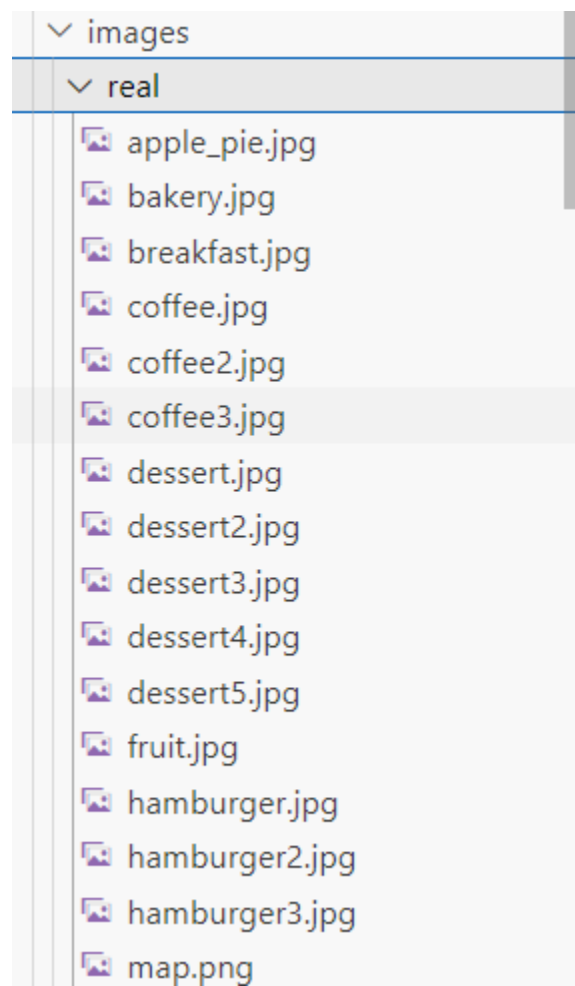 images
real
apple_pie.jpg
bakery.jpg
breakfast.jpg
coffee.jpg
coffee2.jpg
coffee3.jpg
dessert.jpg
dessert2.jpg
dessert3.jpg
dessert4.jpg
dessert5.jpg
fruit.jpg
hamburger.jpg
hamburger2.jpg
hamburger3.jpg
map.png